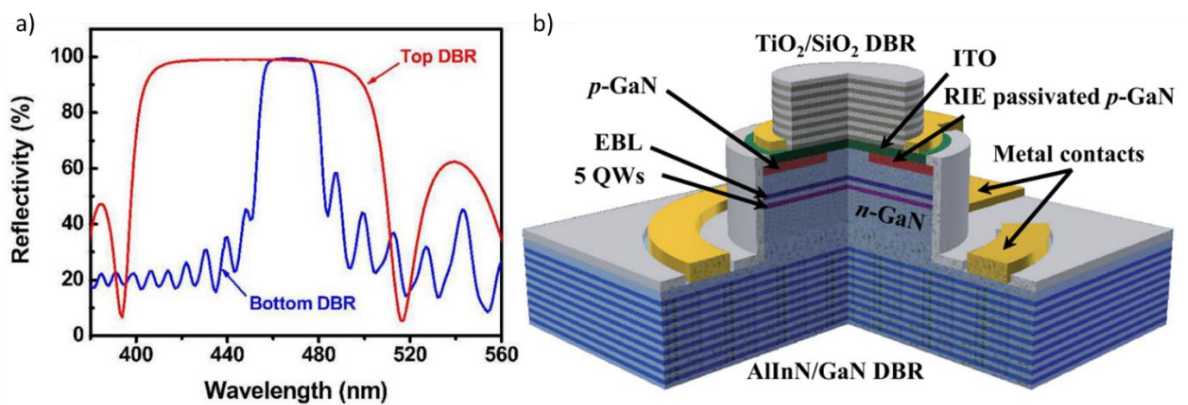 a)
Reflectivity (%)
100
80
60
40
20
0
Top DBR
Bottom DBR
400 440 480 520 560
Wavelength (nm)
b)
TiO₂/SiO₂ DBR
ITO
p-GaN
RIE passivated p-GaN
EBL
Metal contacts
5 QWs
n-GaN
AlInN/GaN DBR